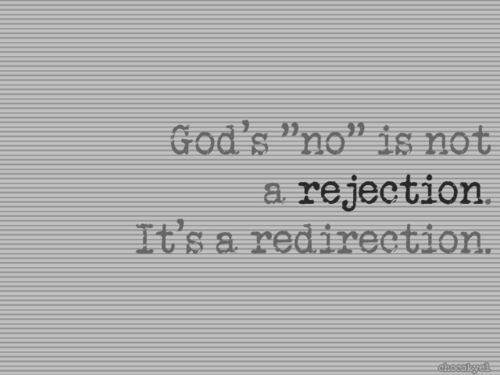 God's "no" is not
a rejection.
It's a redirection.